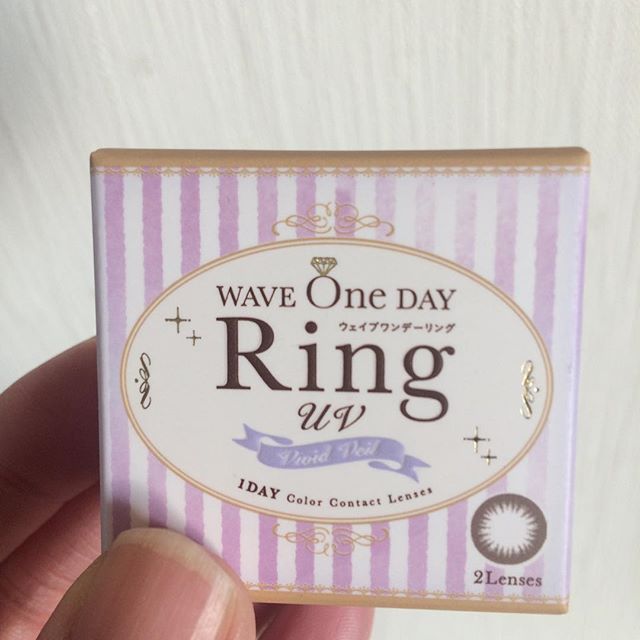 WAVE One DAY
ウェイブワンデーリング
Ring
UV
Vivid Veil
1DAY Color Contact Lenses
2Lenses